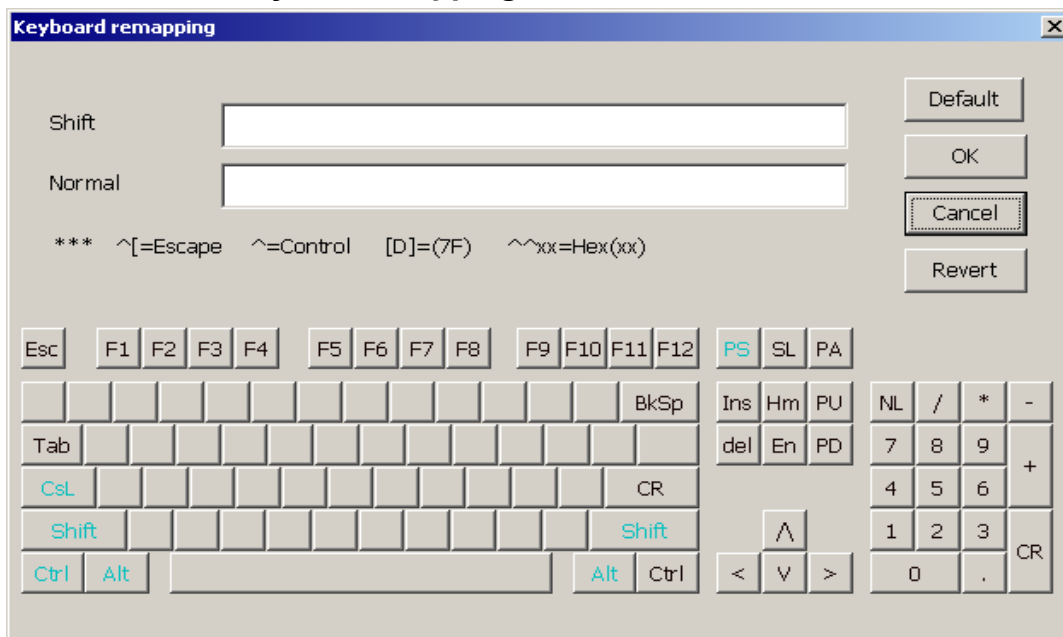 Keyboard remapping
Default
Shift
OK
Normal
Cancel
*** ^[=Escape ^=Control [D]=(7F) ^^xx=Hex(xx)
Revert
Esc F1 F2 F3 F4 F5 F6 F7 F8 F9 F10 F11 F12 PS SL PA
BkSp Ins Hm PU NL / * -
Tab del En PD 7 8 9 +
CsL CR 4 5 6
Shift Shift ᐱ 1 2 3 CR
Ctrl Alt Alt Ctrl < V > 0 .